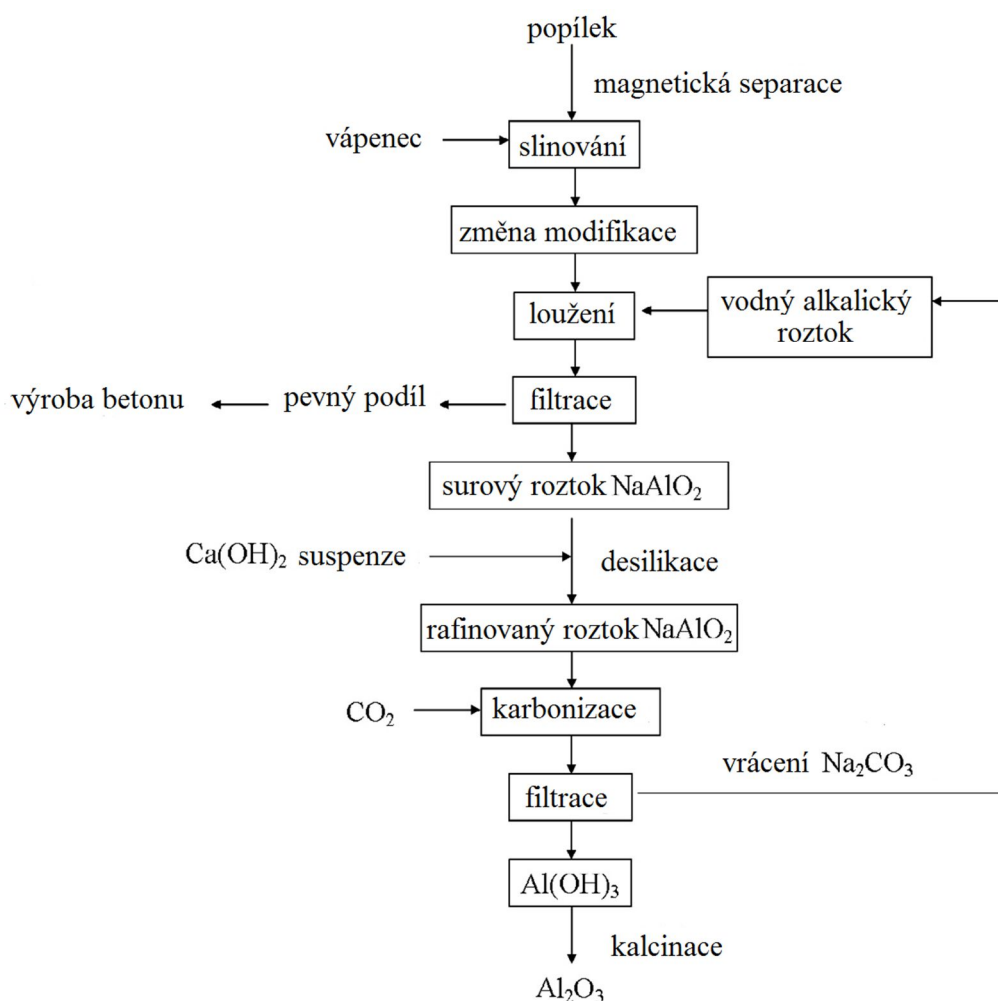 popílek
magnetická separace
vápenec
slinování
změna modifikace
loužení
vodný alkalický
roztok
výroba betonu
pevný podíl
filtrace
surový roztok NaAlO₂
Ca(OH)₂ suspenze
desilikace
rafinovaný roztok NaAlO₂
CO₂
karbonizace
vrácení Na₂CO₃
filtrace
Al(OH)₃
kalcinace
Al₂O₃